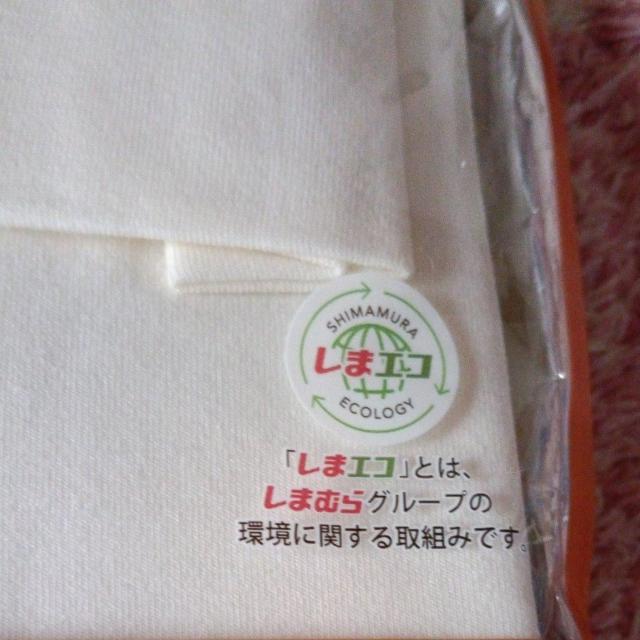 SHIMAMURA
しまエコ
ECOLOGY
「しまエコ」とは、
しまむらグループの
環境に関する取組みです。